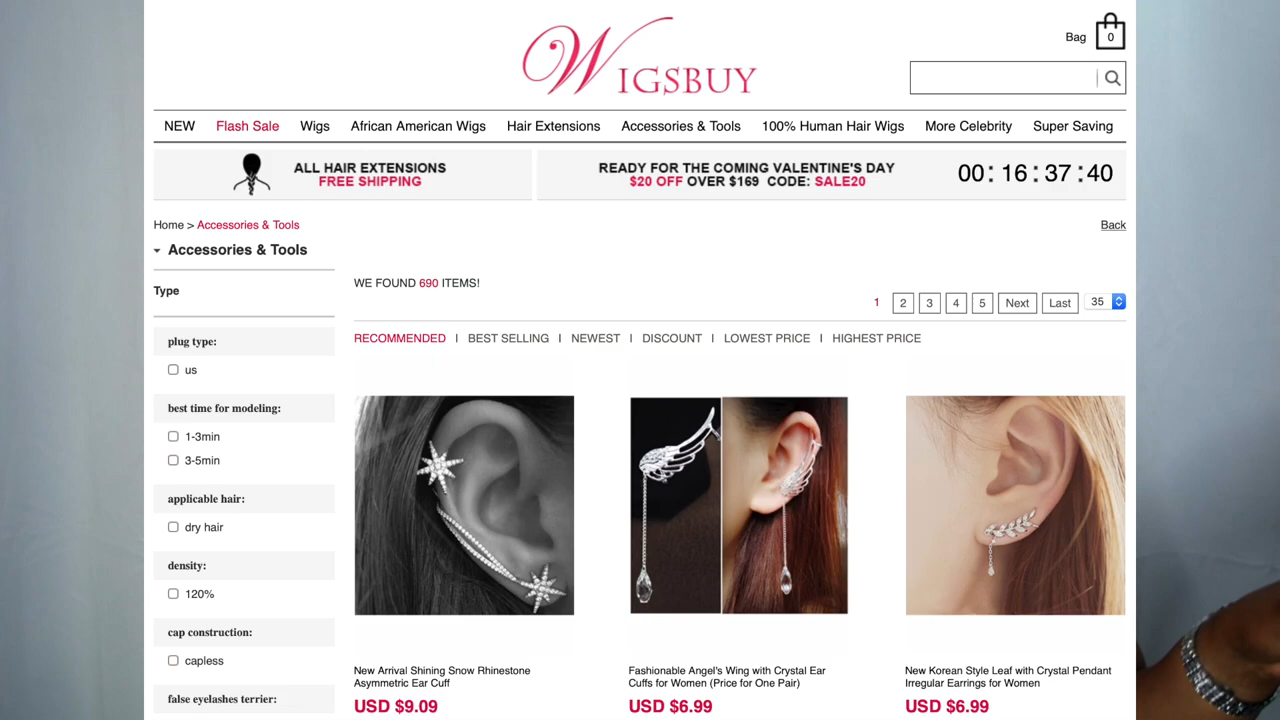 WIGSBUY
Bag
0
NEW Flash Sale Wigs African American Wigs Hair Extensions Accessories & Tools 100% Human Hair Wigs More Celebrity Super Saving
ALL HAIR EXTENSIONS
FREE SHIPPING
READY FOR THE COMING VALENTINE'S DAY
$20 OFF OVER $169 CODE: SALE20
00: 16: 37: 40
Home > Accessories & Tools
Back
Accessories & Tools
Type
plug type:
us
best time for modeling:
1-3min
3-5min
applicable hair:
dry hair
density:
120%
cap construction:
capless
false eyelashes terrier:
WE FOUND 690 ITEMS!
1 2 3 4 5 Next Last 35
RECOMMENDED I BEST SELLING I NEWEST I DISCOUNT I LOWEST PRICE I HIGHEST PRICE
New Arrival Shining Snow Rhinestone
Asymmetric Ear Cuff
USD $9.09
Fashionable Angel's Wing with Crystal Ear
Cuffs for Women (Price for One Pair)
USD $6.99
New Korean Style Leaf with Crystal Pendant
Irregular Earrings for Women
USD $6.99